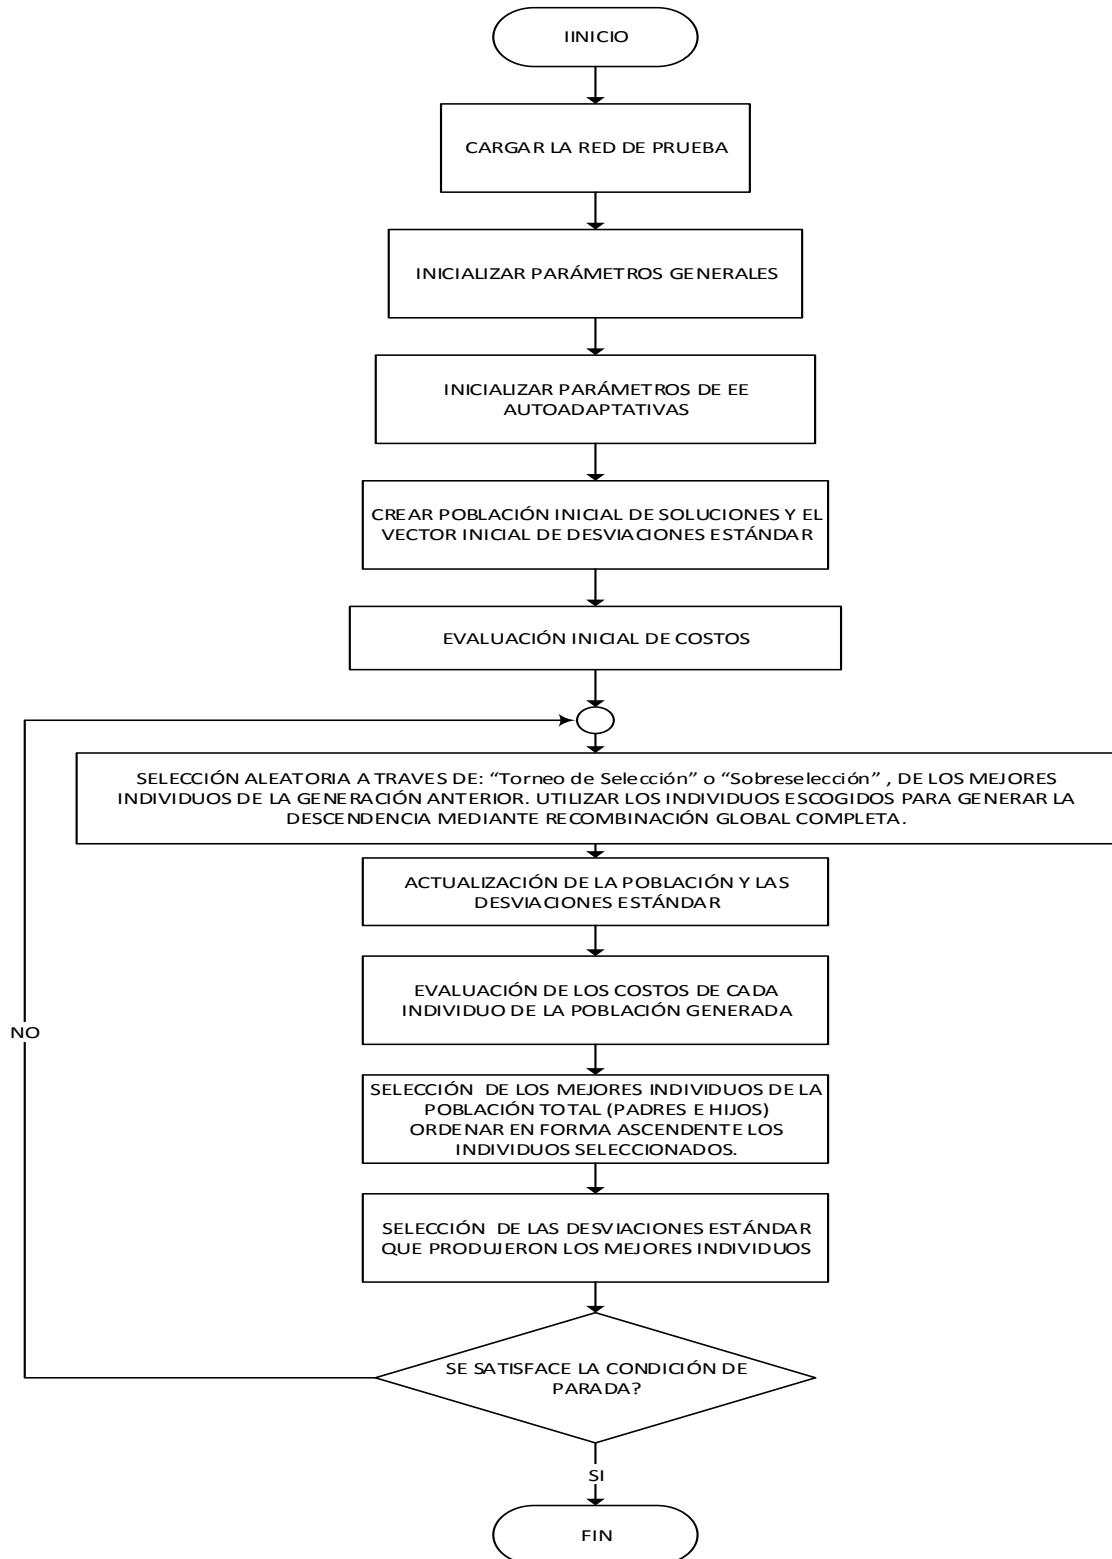 IINICIO
CARGAR LA RED DE PRUEBA
INICIALIZAR PARÁMETROS GENERALES
INICIALIZAR PARÁMETROS DE EE
AUTOADAPTATIVAS
CREAR POBLACIÓN INICIAL DE SOLUCIONES Y EL
VECTOR INICIAL DE DESVIACIONES ESTÁNDAR
EVALUACIÓN INICIAL DE COSTOS
SELECCIÓN ALEATORIA A TRAVES DE: “Torneo de Selección” o “Sobreselección” , DE LOS MEJORES
INDIVIDUOS DE LA GENERACIÓN ANTERIOR. UTILIZAR LOS INDIVIDUOS ESCOGIDOS PARA GENERAR LA
DESCENDENCIA MEDIANTE RECOMBINACIÓN GLOBAL COMPLETA.
ACTUALIZACIÓN DE LA POBLACIÓN Y LAS
DESVIACIONES ESTÁNDAR
EVALUACIÓN DE LOS COSTOS DE CADA
INDIVIDUO DE LA POBLACIÓN GENERADA
NO
SELECCIÓN DE LOS MEJORES INDIVIDUOS DE LA
POBLACIÓN TOTAL (PADRES E HIJOS)
ORDENAR EN FORMA ASCENDENTE LOS
INDIVIDUOS SELECCIONADOS.
SELECCIÓN DE LAS DESVIACIONES ESTÁNDAR
QUE PRODUJERON LOS MEJORES INDIVIDUOS
SE SATISFACE LA CONDICIÓN DE
PARADA?
SI
FIN